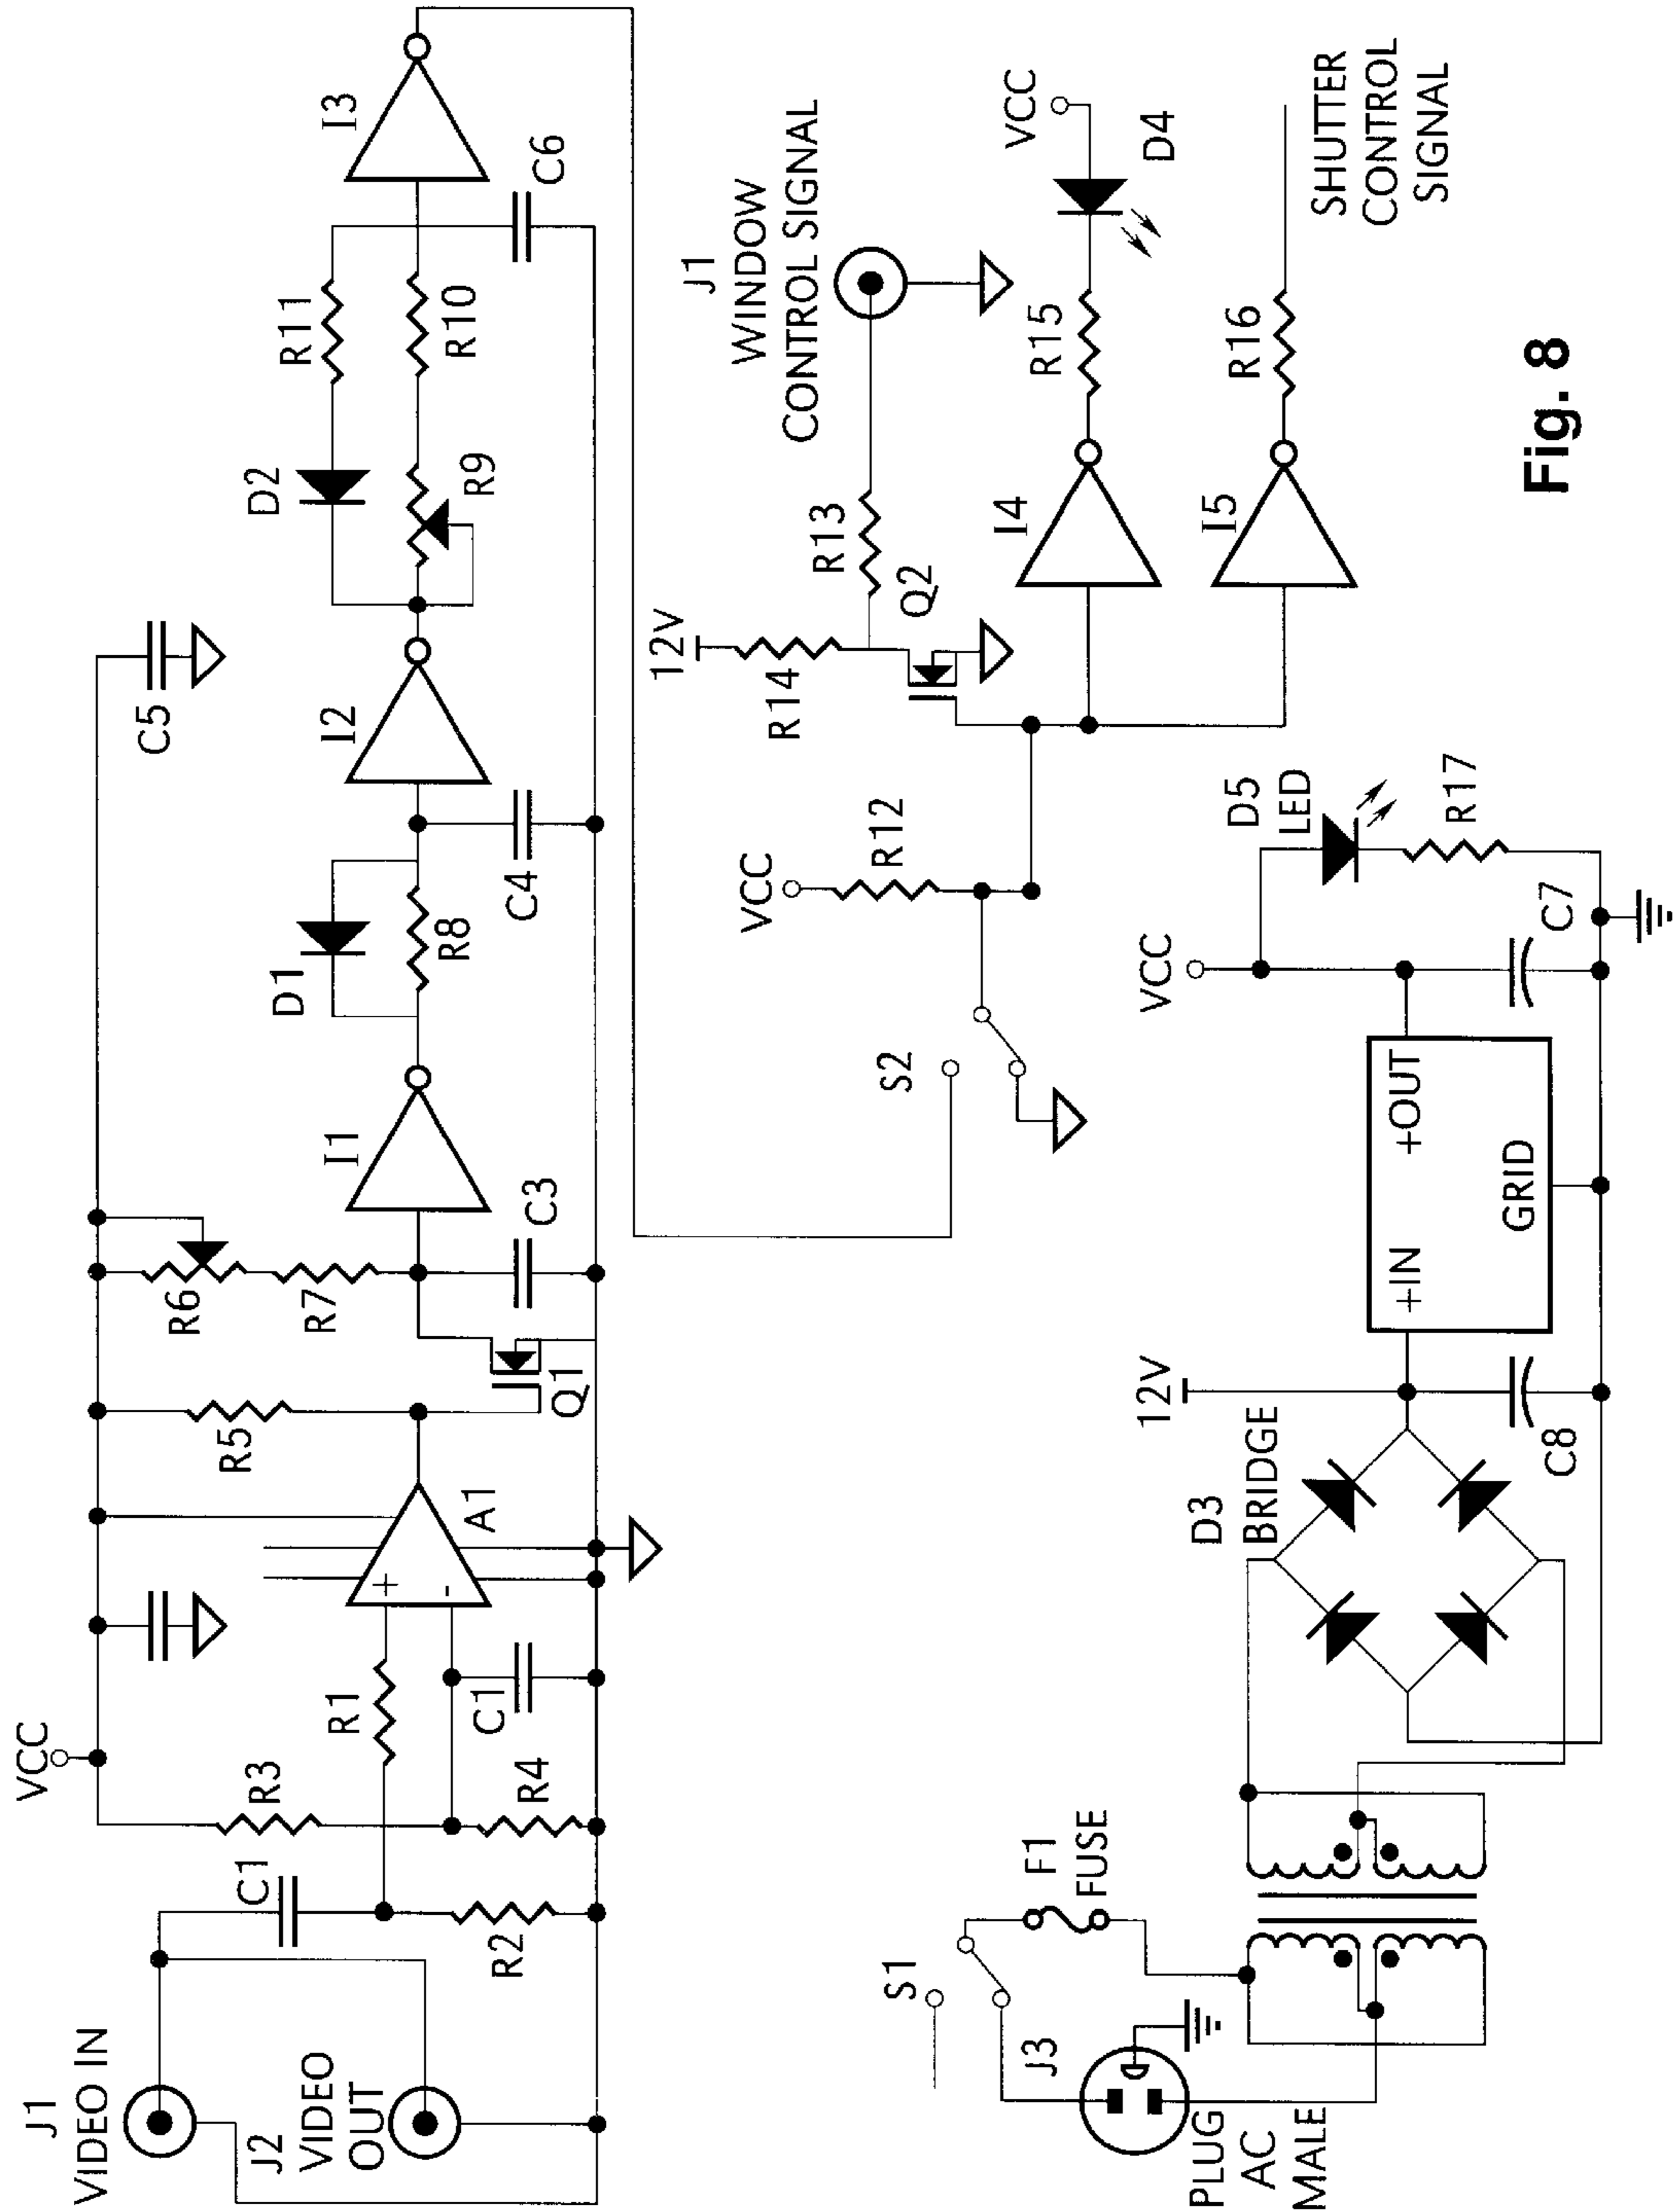 J1
VIDEO IN
J2
VIDEO
OUT
VCC
C1
R2
R3
R4
R1
C1
+
-
A1
R5
Q1
R6
R7
C3
I1
D1
R8
C4
I2
C5
D2
R11
R9
R10
C6
I3
S2
VCC
R12
12V
R14
Q2
R13
J1
WINDOW
CONTROL SIGNAL
I4
R15
VCC
D4
I5
R16
SHUTTER
CONTROL
SIGNAL
PLUG
AC
MALE
J3
S1
F1
FUSE
D3
BRIDGE
12V
C8
+IN
+OUT
GRID
VCC
C7
D5
LED
R17
Fig. 8